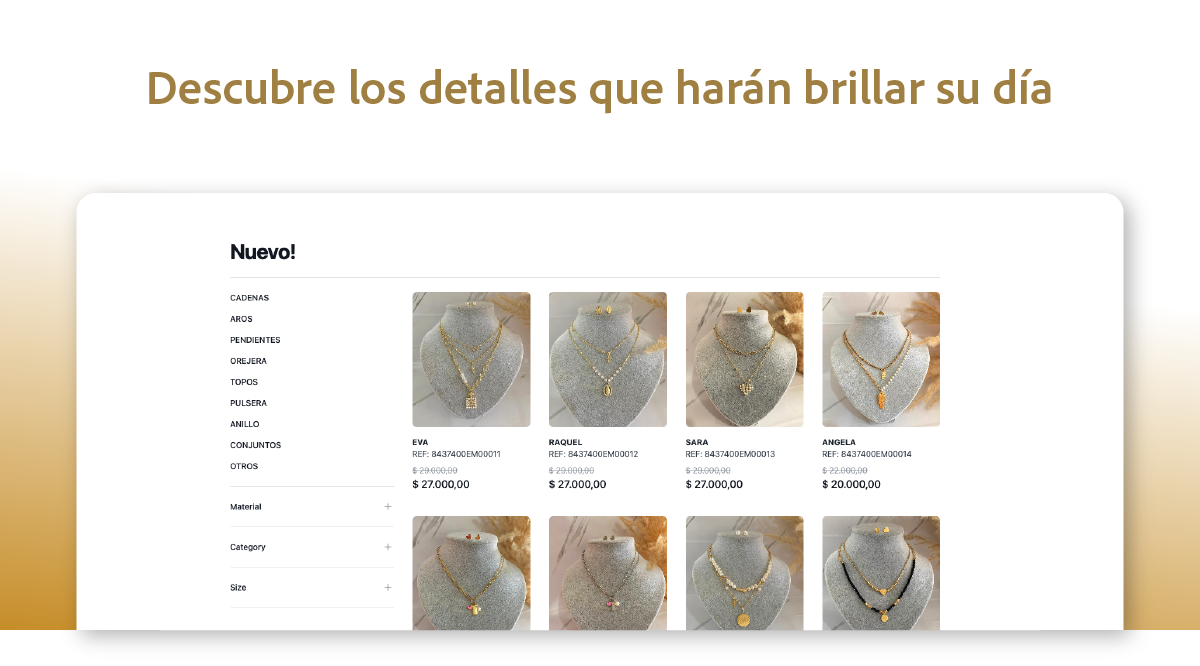 Descubre los detalles que harán brillar su día
Nuevo!
CADENAS
AROS
PENDIENTES
OREJERA
TOPOS
PULSERA
ANILLO
CONJUNTOS
OTROS
Material +
Category +
Size +
EVA
REF: 8437400EM00011
$ 29.000,00
$ 27.000,00
RAQUEL
REF: 8437400EM00012
$ 29.000,00
$ 27.000,00
SARA
REF: 8437400EM00013
$ 29.000,00
$ 27.000,00
ANGELA
REF: 8437400EM00014
$ 22.000,00
$ 20.000,00